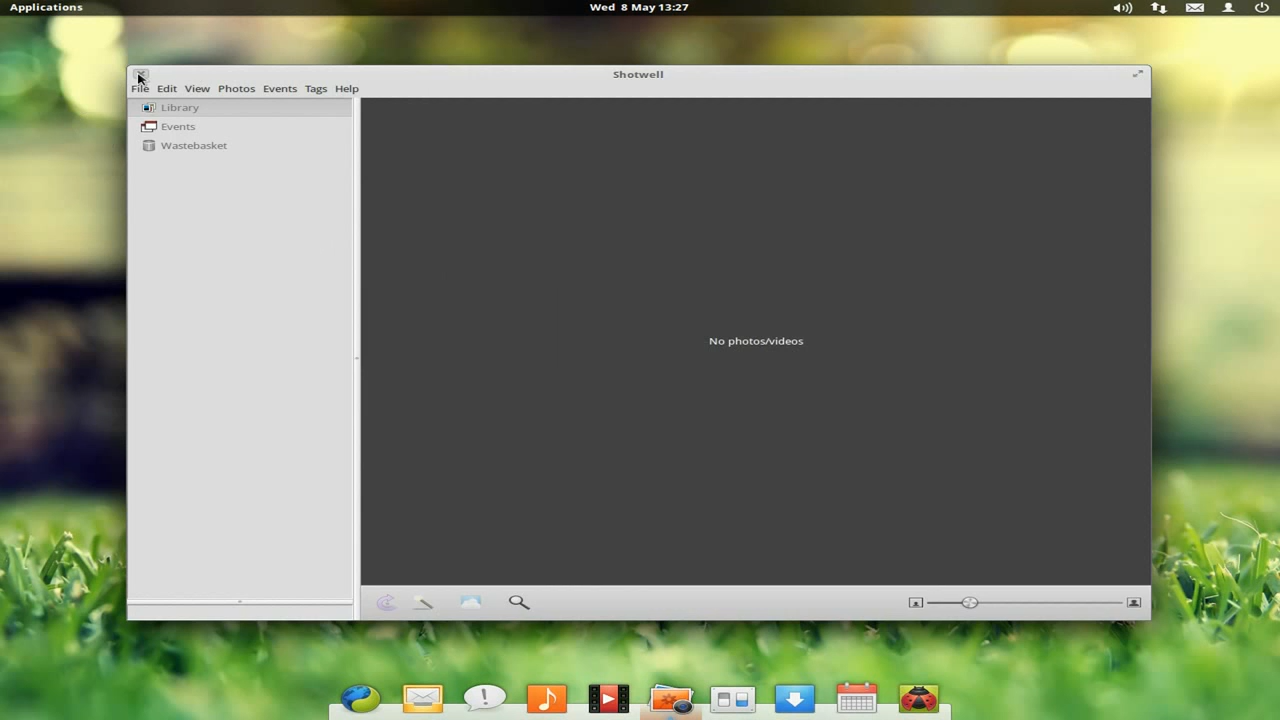 Applications
Wed 8 May 13:27
Shotwell
File Edit View Photos Events Tags Help
Library
Events
Wastebasket
No photos/videos